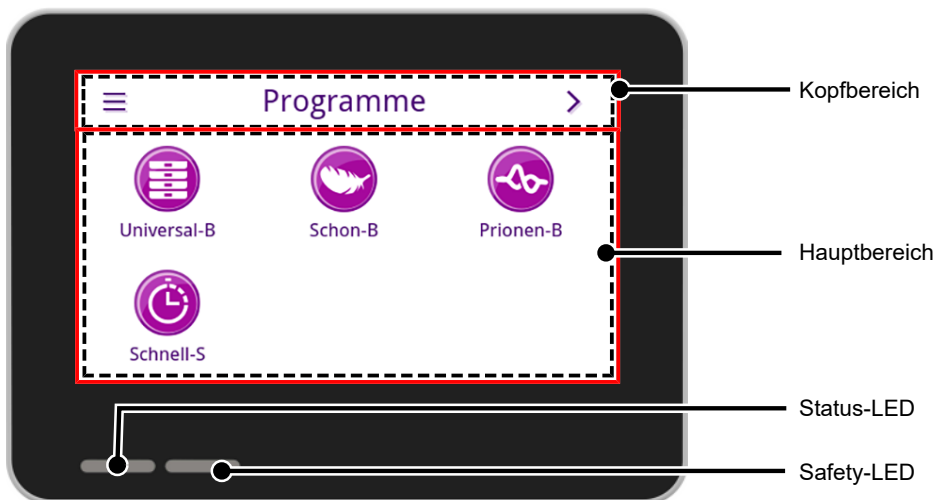 Programme
Kopfbereich
Universal-B
Schon-B
Prionen-B
Hauptbereich
Schnell-S
Status-LED
Safety-LED